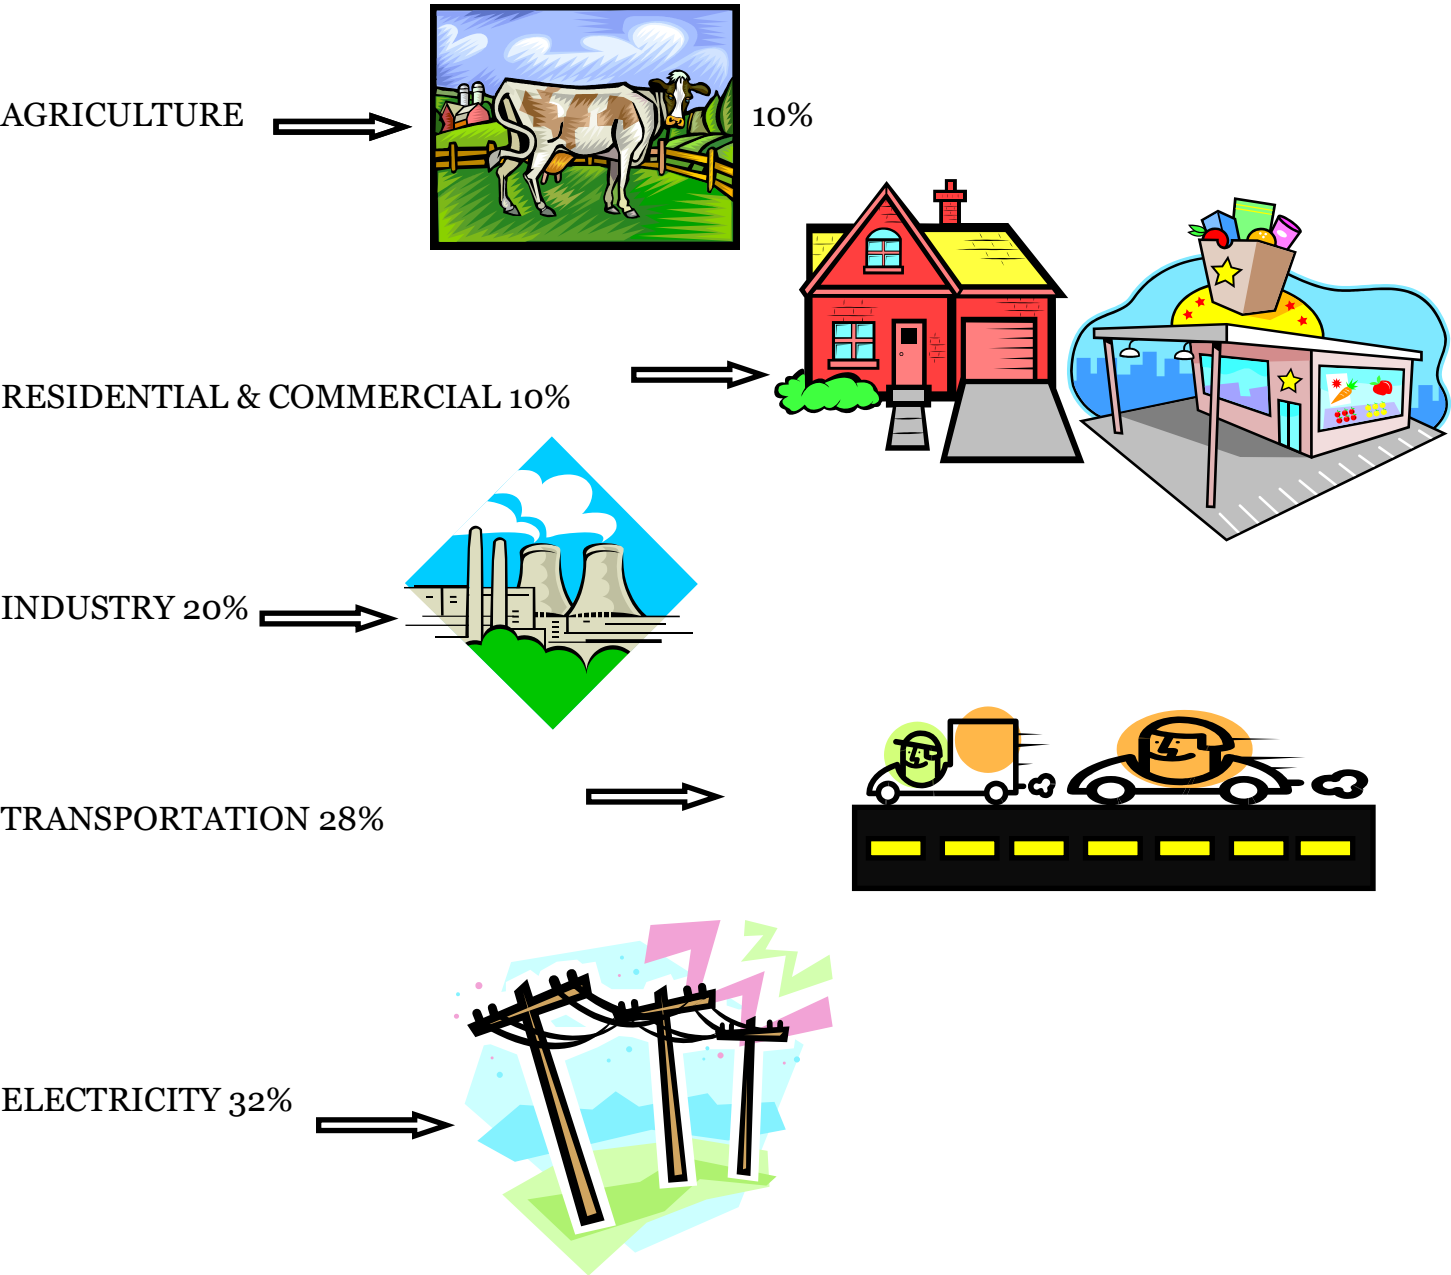 AGRICULTURE 10%
RESIDENTIAL & COMMERCIAL 10%
INDUSTRY 20%
TRANSPORTATION 28%
ELECTRICITY 32%